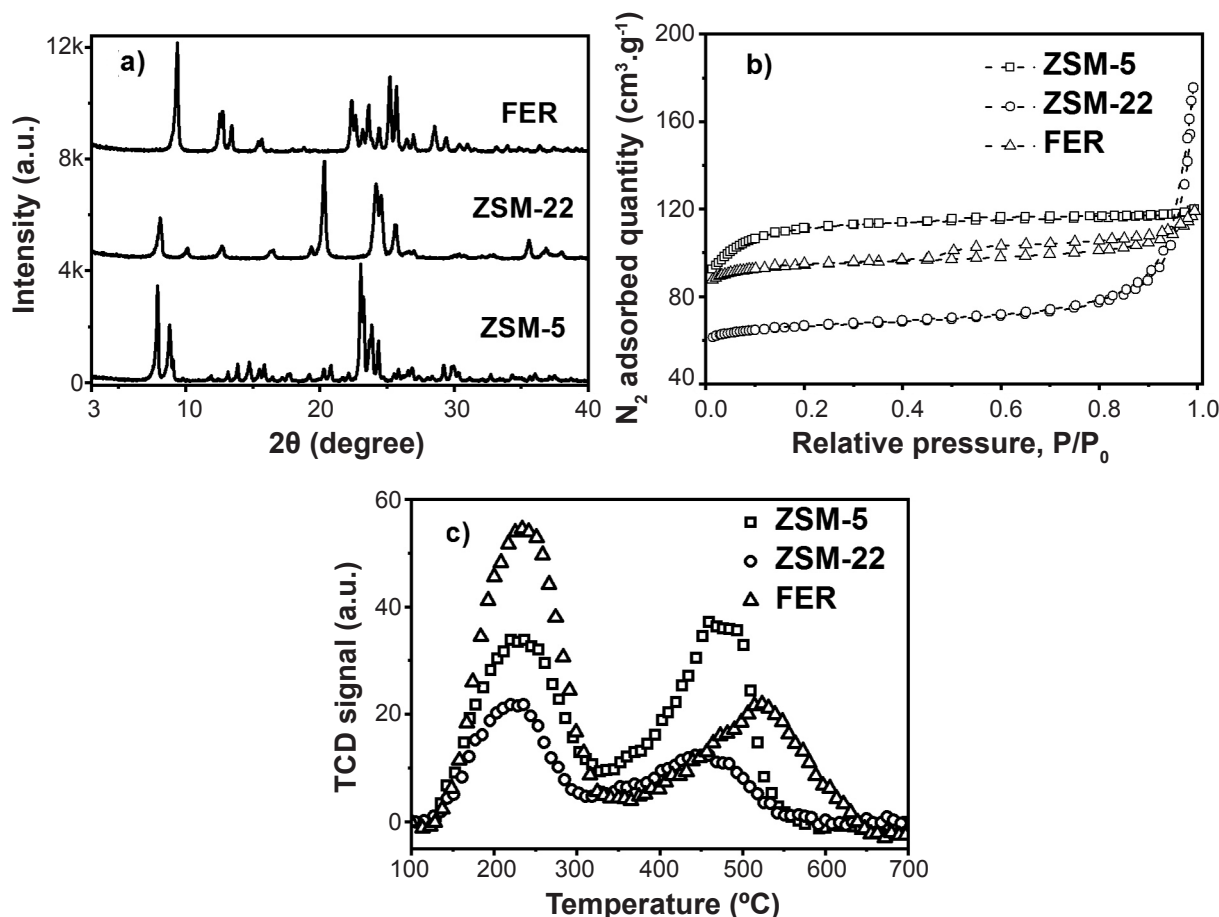 a)
12k
8k
4k
0
Intensity (a.u.)
FER
ZSM-22
ZSM-5
3 10 20 30 40
2θ (degree)
b)
ZSM-5
ZSM-22
FER
200
160
120
80
40
N₂ adsorbed quantity (cm³.g⁻¹)
0.0 0.2 0.4 0.6 0.8 1.0
Relative pressure, P/P₀
c)
ZSM-5
ZSM-22
FER
60
40
20
0
TCD signal (a.u.)
100 200 300 400 500 600 700
Temperature (ºC)